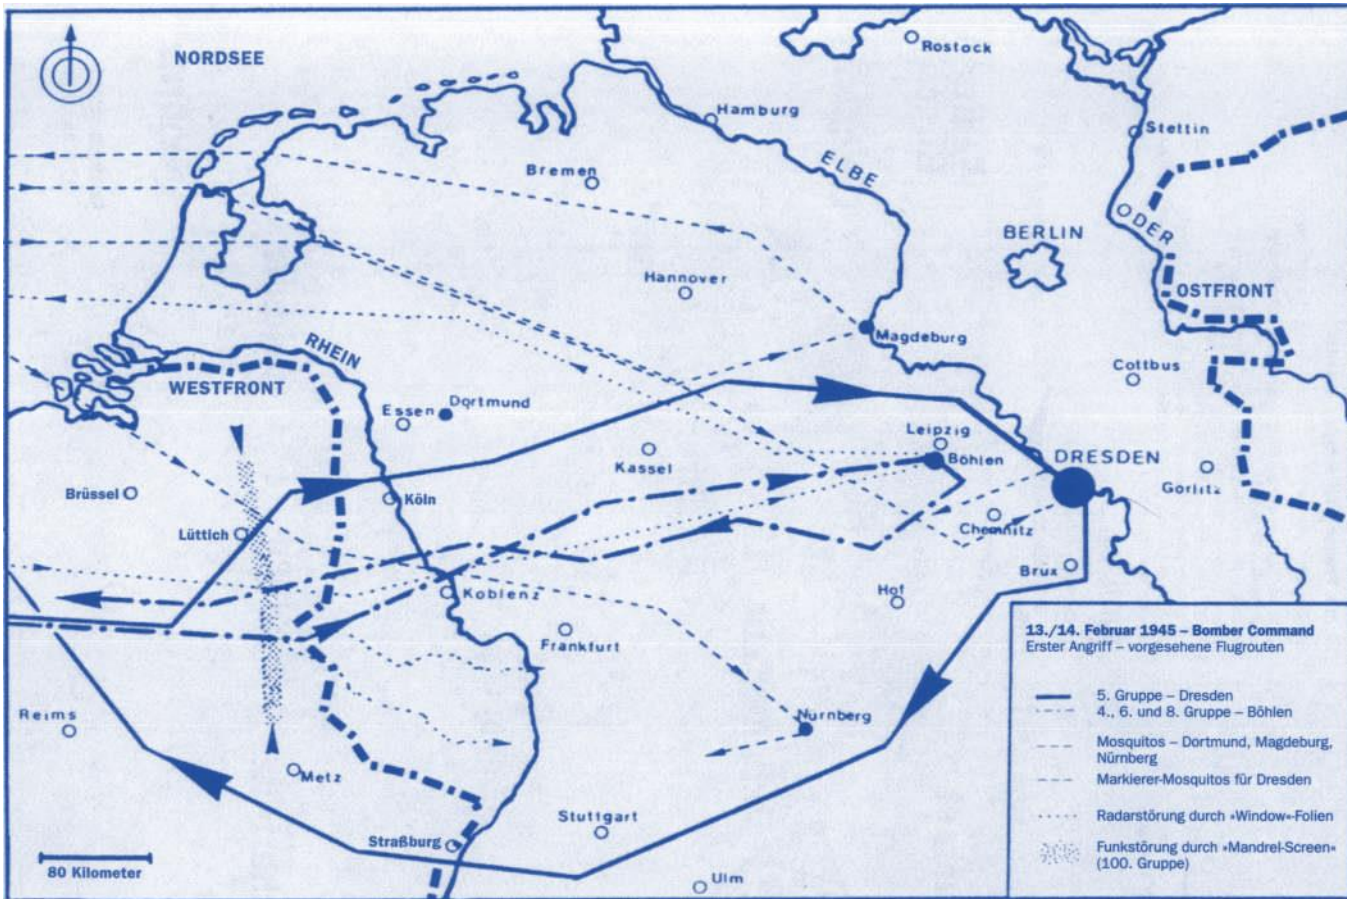 NORDSEE
Rostock
Hamburg
Stettin
ELBE
Bremen
ODER
BERLIN
Hannover
OSTFRONT
RHEIN
Magdeburg
WESTFRONT
Cottbus
Essen
Dortmund
Leipzig
Kassel
Böhlen
DRESDEN
Görlitz
Brüssel
Köln
Chemnitz
Lüttich
Brüx
Koblenz
Hof
Frankfurt
Reims
Nürnberg
Metz
Stuttgart
Straßburg
Ulm
80 Kilometer
13./14. Februar 1945 – Bomber Command
Erster Angriff – vorgesehene Flugrouten
5. Gruppe – Dresden
4., 6. und 8. Gruppe – Böhlen
Mosquitos – Dortmund, Magdeburg,
Nürnberg
Markierer-Mosquitos für Dresden
Radarstörung durch »Window«-Folien
Funkstörung durch »Mandrel-Screen«
(100. Gruppe)